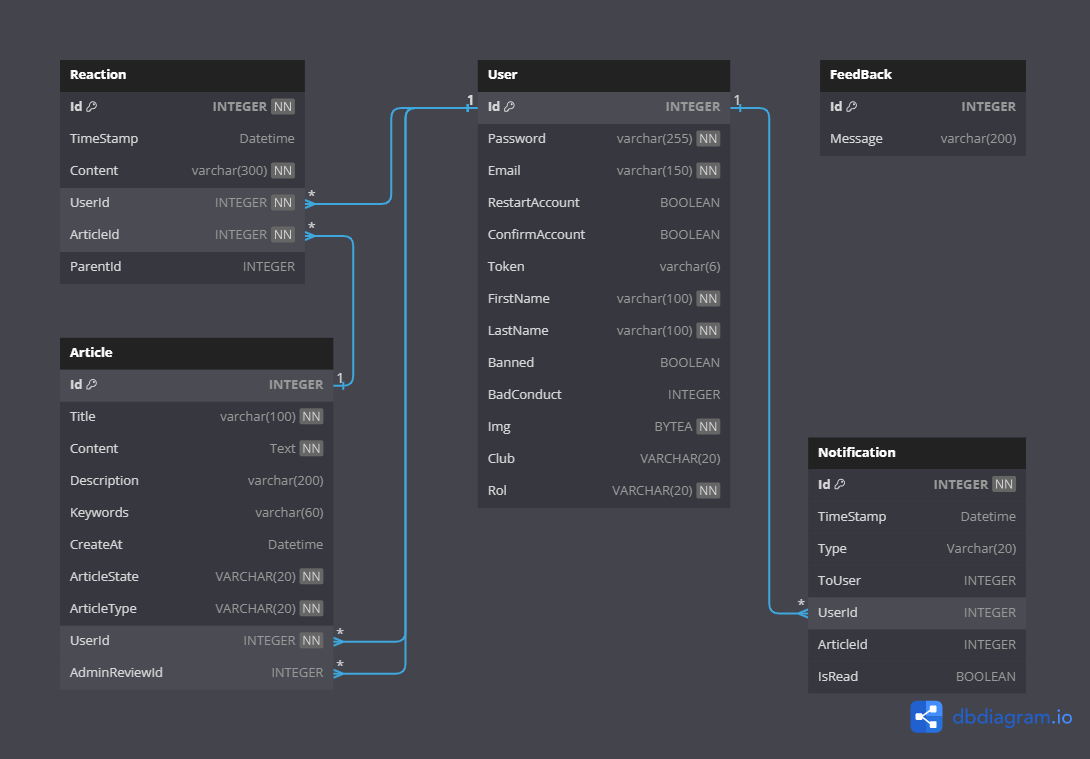 Reaction
Id INTEGER NN
TimeStamp Datetime
Content varchar(300) NN
UserId INTEGER NN *
ArticleId INTEGER NN *
ParentId INTEGER
Article
Id INTEGER 1
Title varchar(100) NN
Content Text NN
Description varchar(200)
Keywords varchar(60)
CreateAt Datetime
ArticleState VARCHAR(20) NN
ArticleType VARCHAR(20) NN
UserId INTEGER NN *
AdminReviewId INTEGER *
User
1 Id INTEGER 1
Password varchar(255) NN
Email varchar(150) NN
RestartAccount BOOLEAN
ConfirmAccount BOOLEAN
Token varchar(6)
FirstName varchar(100) NN
LastName varchar(100) NN
Banned BOOLEAN
BadConduct INTEGER
Img BYTEA NN
Club VARCHAR(20)
Rol VARCHAR(20) NN
FeedBack
Id INTEGER
Message varchar(200)
Notification
Id INTEGER NN
TimeStamp Datetime
Type Varchar(20)
ToUser INTEGER
* UserId INTEGER
ArticleId INTEGER
IsRead BOOLEAN
dbdiagram.io